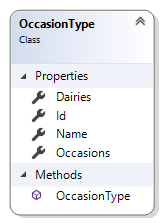 OccasionType
Class
Properties
Dairies
Id
Name
Occasions
Methods
OccasionType